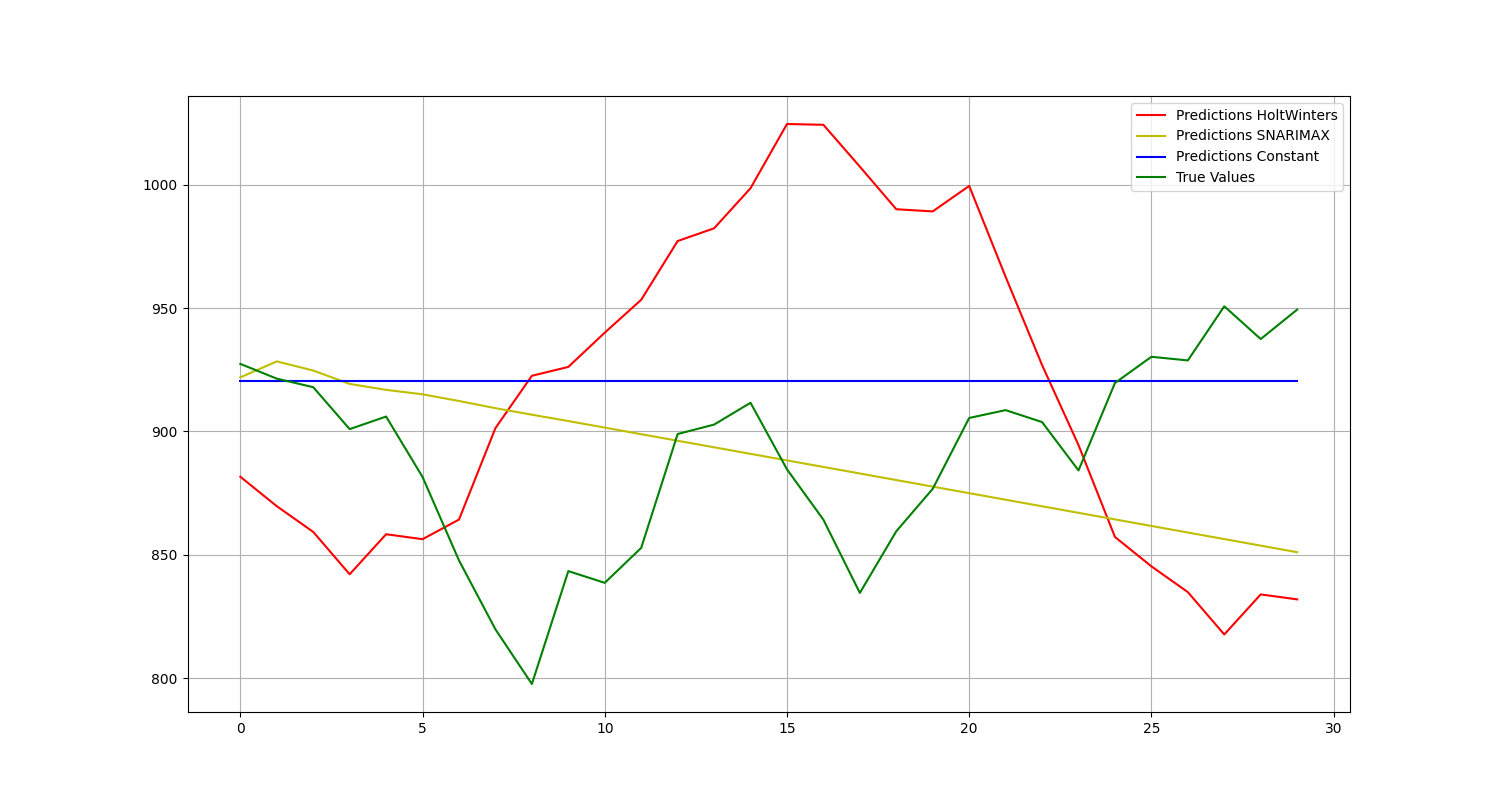 Predictions HoltWinters
Predictions SNARIMAX
Predictions Constant
True Values
1000
950
900
850
800
0 5 10 15 20 25 30